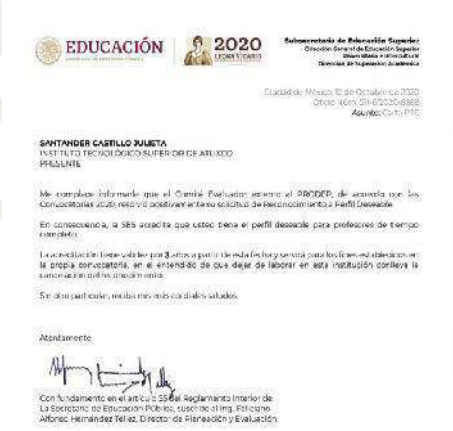 EDUCACIÓN
2020
LEONA VICARIO
Subsecretaría de Educación Superior
Dirección General de Educación Superior
Universitaria e Intercultural
Dirección de Superación Académica
Ciudad de México, 12 de Octubre de 2020
Asunto: Carta PTC
SANTANDER CASTILLO JULIETA
INSTITUTO TECNOLÓGICO SUPERIOR DE ATLIXCO
PRESENTE
Me complace informarle que el Comité Evaluador externo al PRODEP, de acuerdo con las
Convocatorias 2020, resolvió positivamente su solicitud de Reconocimiento a Perfil Deseable.
En consecuencia, la SES acredita que usted tiene el perfil deseable para profesores de tiempo
completo.
La acreditación tiene validez por 3 años a partir de esta fecha y servirá para los fines establecidos en
la propia convocatoria, en el entendido de que dejar de laborar en esta institución conlleva la
cancelación del reconocimiento.
Sin otro particular, reciba mis más cordiales saludos.
Atentamente
Con fundamento en el artículo 35 del Reglamento Interior de
La Secretaría de Educación Pública, suscribe el Ing. Feliciano
Alfonso Hernández Téllez, Director de Planeación y Evaluación.